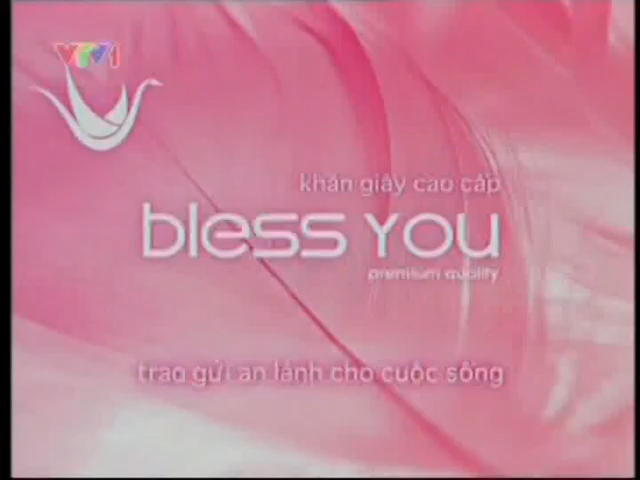 VTV1
khăn giấy cao cấp
bless you
premium quality
trao gửi an lành cho cuộc sống